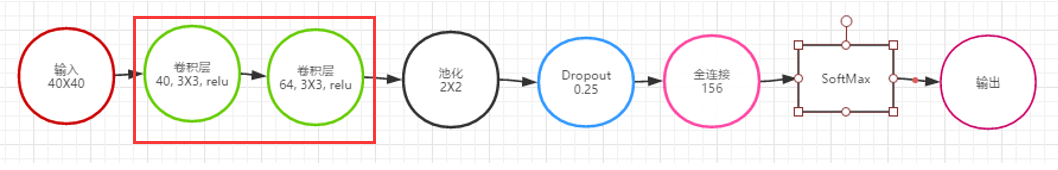 输入
40X40
卷积层
40, 3X3, relu
卷积层
64, 3X3, relu
池化
2X2
Dropout
0.25
全连接
156
SoftMax
输出